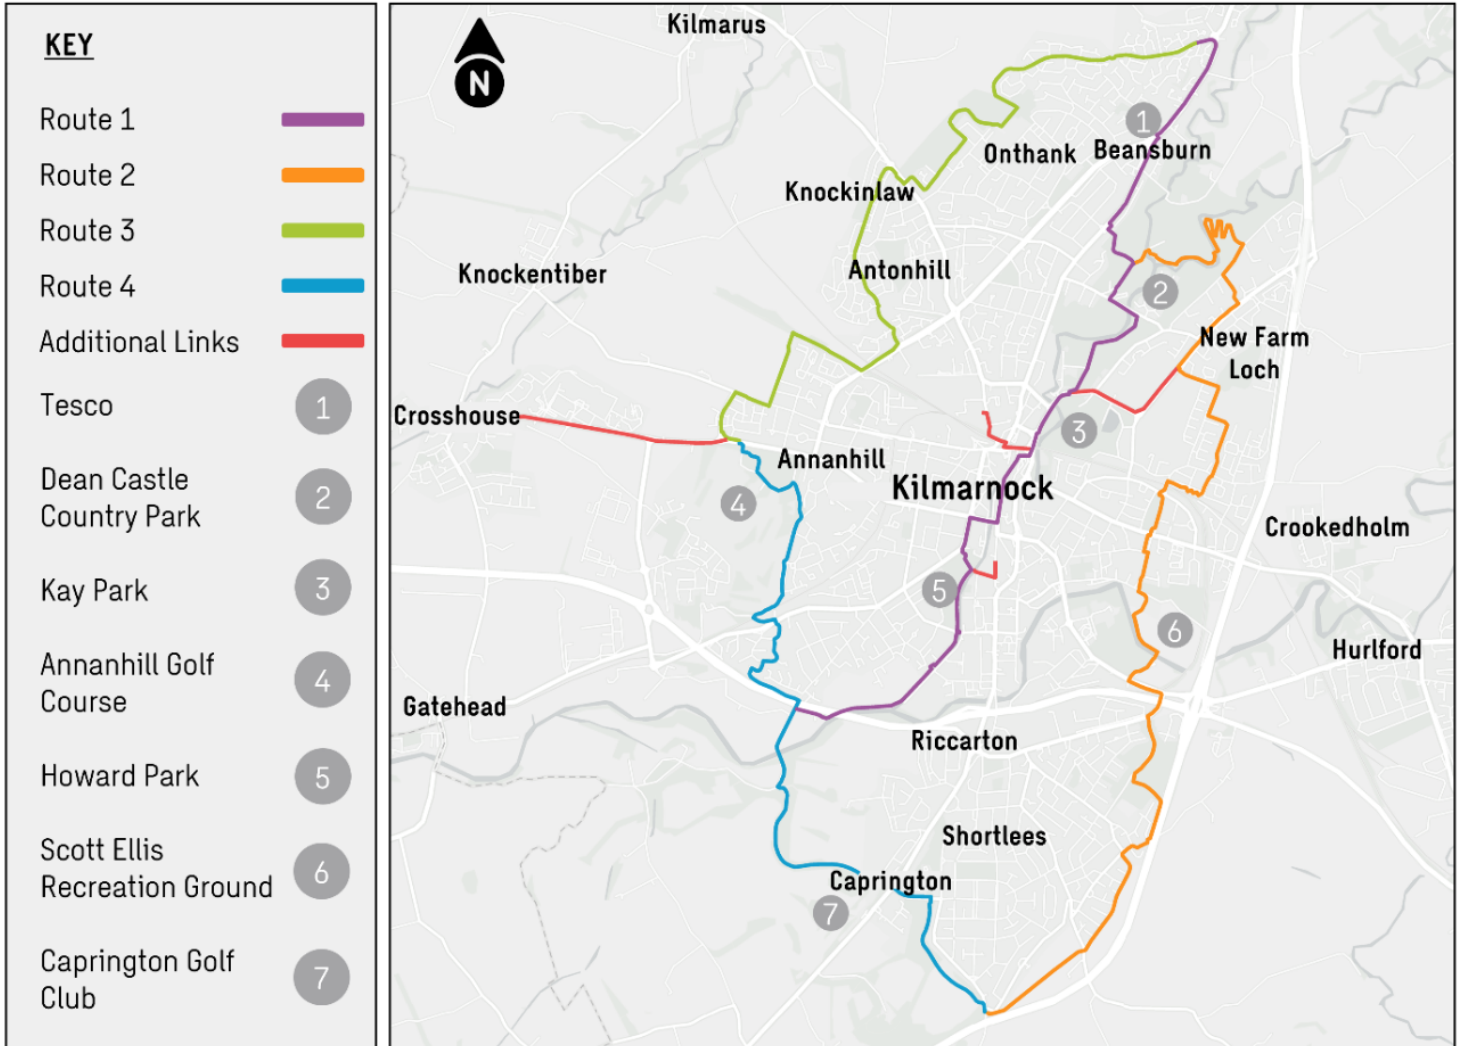 KEY
Route 1
Route 2
Route 3
Route 4
Additional Links
Tesco 1
Dean Castle
Country Park 2
Kay Park 3
Annanhill Golf
Course 4
Howard Park 5
Scott Ellis
Recreation Ground 6
Caprington Golf
Club 7
Kilmarus
N
1
Onthank
Beansburn
Knockinlaw
Antonhill
Knockentiber
2
New Farm
Loch
Crosshouse
3
Annanhill
Kilmarnock
4
Crookedholm
5
6
Hurlford
Gatehead
Riccarton
Shortlees
Caprington
7